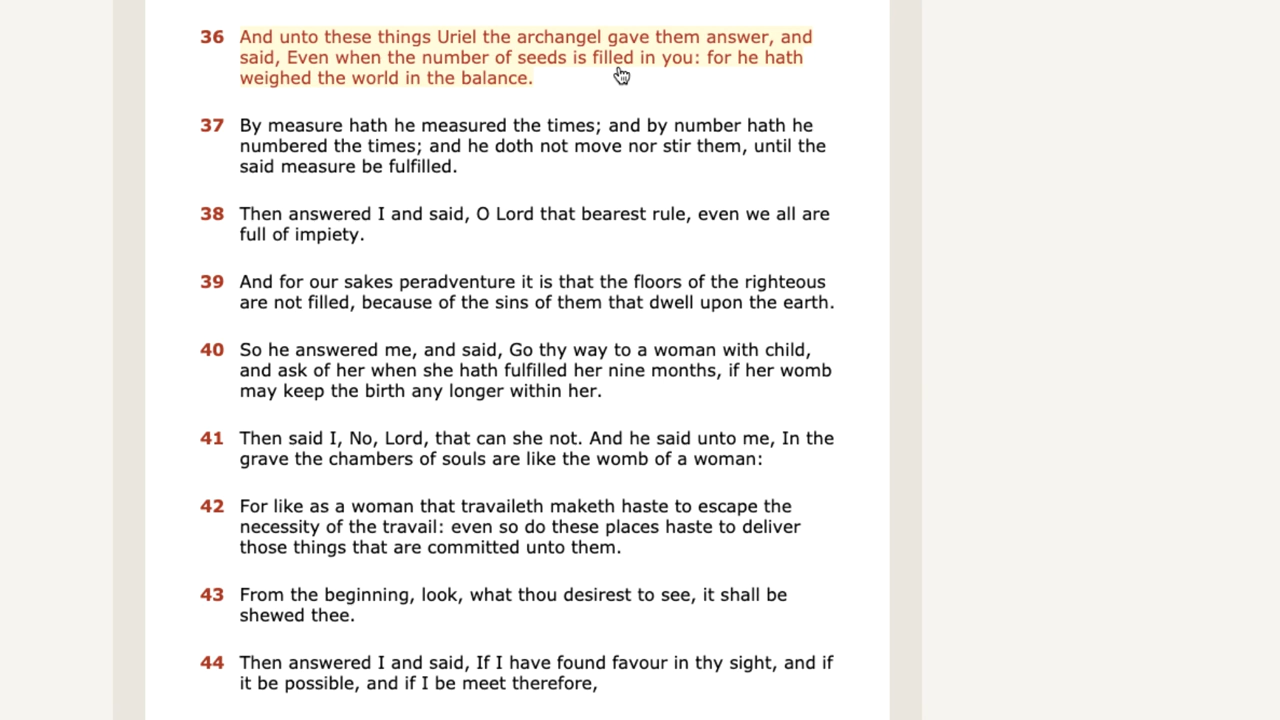 36 And unto these things Uriel the archangel gave them answer, and
said, Even when the number of seeds is filled in you: for he hath
weighed the world in the balance.
37 By measure hath he measured the times; and by number hath he
numbered the times; and he doth not move nor stir them, until the
said measure be fulfilled.
38 Then answered I and said, O Lord that bearest rule, even we all are
full of impiety.
39 And for our sakes peradventure it is that the floors of the righteous
are not filled, because of the sins of them that dwell upon the earth.
40 So he answered me, and said, Go thy way to a woman with child,
and ask of her when she hath fulfilled her nine months, if her womb
may keep the birth any longer within her.
41 Then said I, No, Lord, that can she not. And he said unto me, In the
grave the chambers of souls are like the womb of a woman:
42 For like as a woman that travaileth maketh haste to escape the
necessity of the travail: even so do these places haste to deliver
those things that are committed unto them.
43 From the beginning, look, what thou desirest to see, it shall be
shewed thee.
44 Then answered I and said, If I have found favour in thy sight, and if
it be possible, and if I be meet therefore,